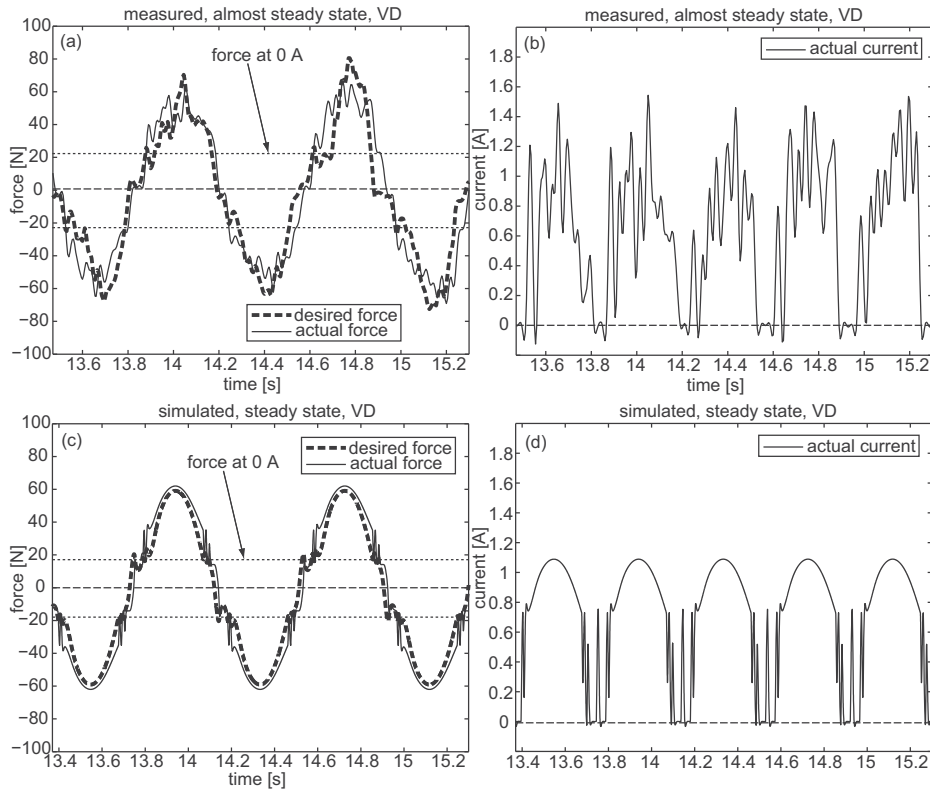 measured, almost steady state, VD
(a)
force at 0 A
100
80
60
40
20
0
−20
−40
−60
−80
−100
force [N]
desired force
actual force
13.6 13.8 14 14.2 14.4 14.6 14.8 15 15.2
time [s]
measured, almost steady state, VD
(b)
actual current
1.8
1.6
1.4
1.2
1
0.8
0.6
0.4
0.2
0
current [A]
13.6 13.8 14 14.2 14.4 14.6 14.8 15 15.2
time [s]
simulated, steady state, VD
(c)
desired force
actual force
force at 0 A
100
80
60
40
20
0
−20
−40
−60
−80
−100
force [N]
13.4 13.6 13.8 14 14.2 14.4 14.6 14.8 15 15.2
time [s]
simulated, steady state, VD
(d)
actual current
1.8
1.6
1.4
1.2
1
0.8
0.6
0.4
0.2
0
current [A]
13.4 13.6 13.8 14 14.2 14.4 14.6 14.8 15 15.2